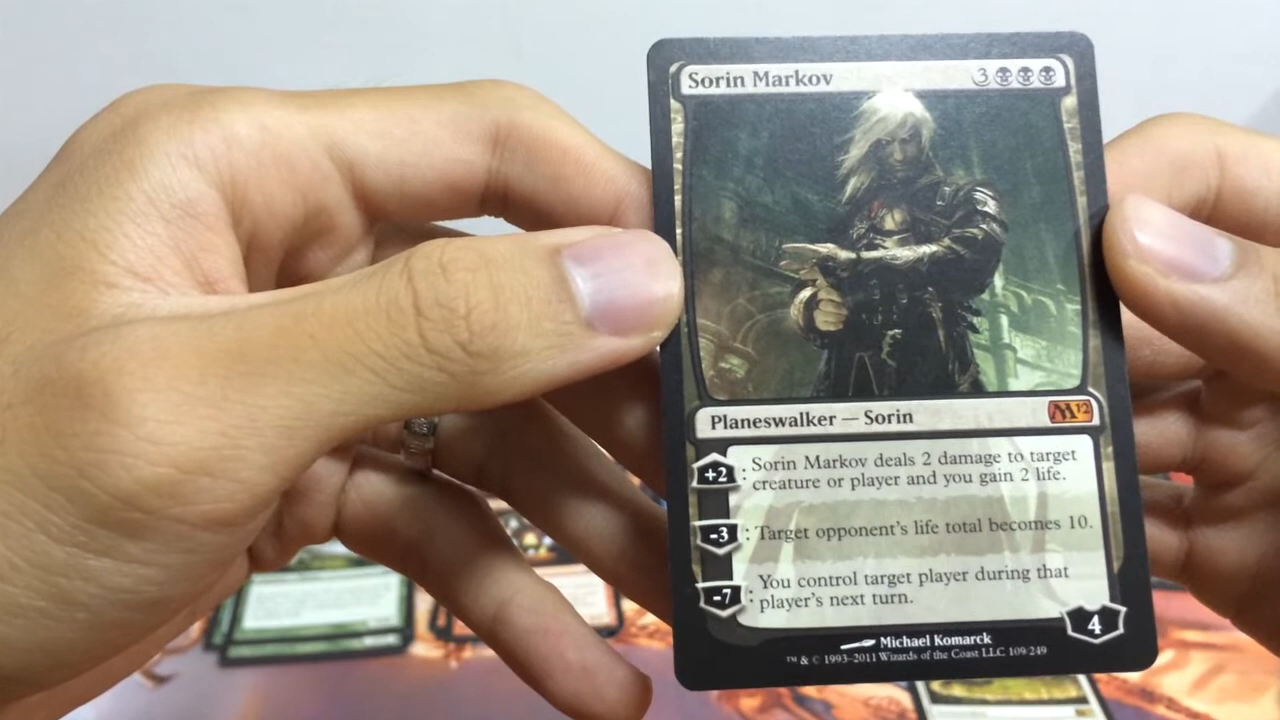 Sorin Markov 3
Planeswalker — Sorin M12
+2: Sorin Markov deals 2 damage to target
creature or player and you gain 2 life.
-3: Target opponent's life total becomes 10.
-7: You control target player during that
player's next turn.
4
Michael Komarck
™ & © 1993–2011 Wizards of the Coast LLC 109/249